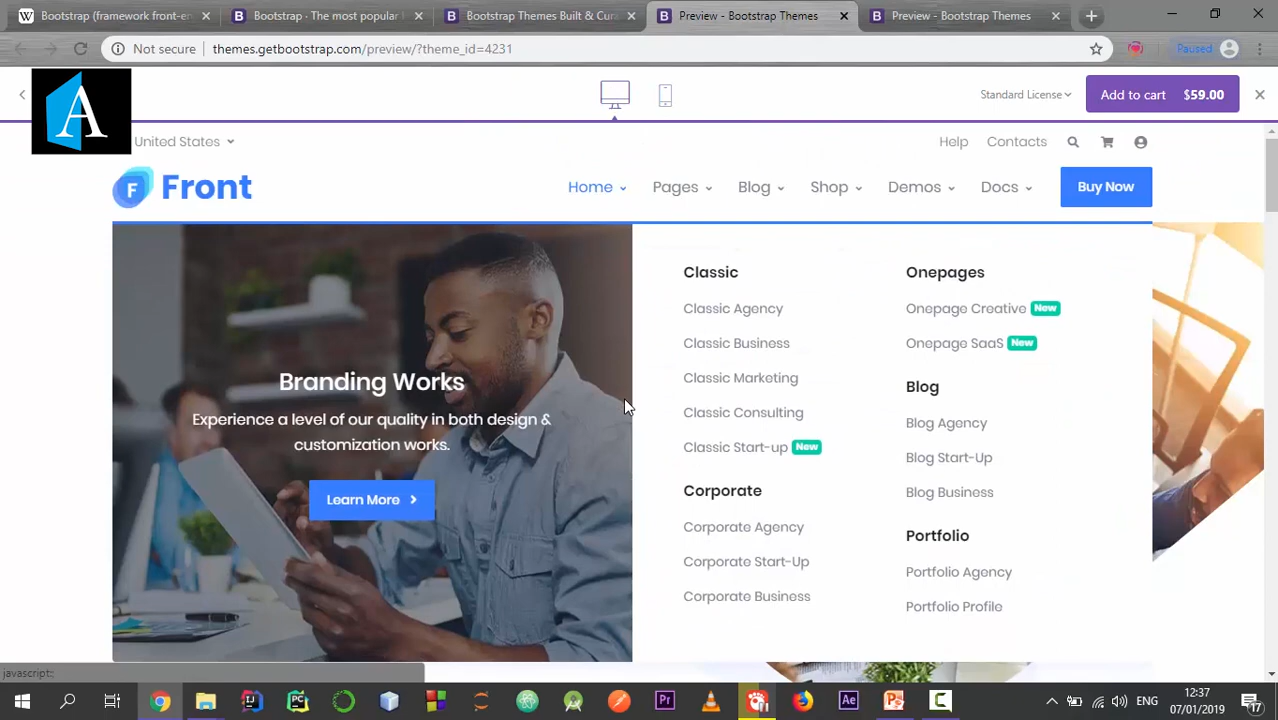 Bootstrap (framework front-en
Bootstrap · The most popular
Bootstrap Themes Built & Cura
Preview - Bootstrap Themes
Preview - Bootstrap Themes
Not secure
themes.getbootstrap.com/preview/?theme_id=4231
Paused
A
Standard License
Add to cart $59.00
United States
Help
Contacts
F Front
Home
Pages
Blog
Shop
Demos
Docs
Buy Now
Branding Works
Experience a level of our quality in both design &
customization works.
Learn More
Classic
Classic Agency
Classic Business
Classic Marketing
Classic Consulting
Classic Start-up New
Corporate
Corporate Agency
Corporate Start-Up
Corporate Business
Onepages
Onepage Creative New
Onepage SaaS New
Blog
Blog Agency
Blog Start-Up
Blog Business
Portfolio
Portfolio Agency
Portfolio Profile
javascript:;
ENG
12:37
07/01/2019
17